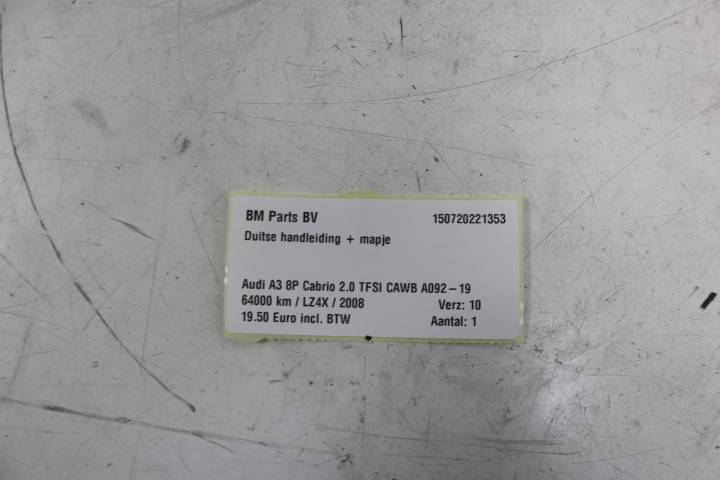 BM Parts BV 150720221353
Duitse handleiding + mapje
Audi A3 8P Cabrio 2.0 TFSI CAWB A092-19
64000 km / LZ4X / 2008 Verz: 10
19.50 Euro incl. BTW Aantal: 1